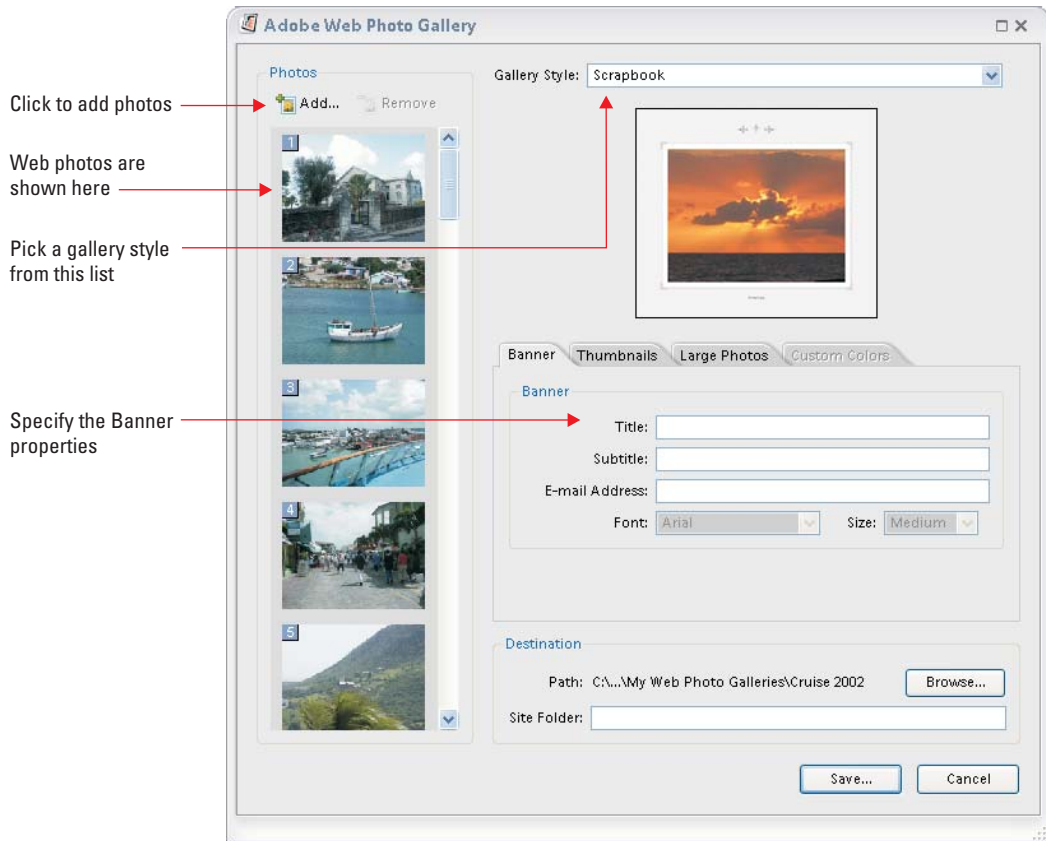 Adobe Web Photo Gallery
Click to add photos
Web photos are
shown here
Pick a gallery style
from this list
Specify the Banner
properties
Photos
Add...
Remove
1
2
3
4
5
Gallery Style: Scrapbook
Banner
Thumbnails
Large Photos
Custom Colors
Banner
Title:
Subtitle:
E-mail Address:
Font: Arial
Size: Medium
Destination
Path: C:\...\My Web Photo Galleries\Cruise 2002
Browse...
Site Folder:
Save...
Cancel